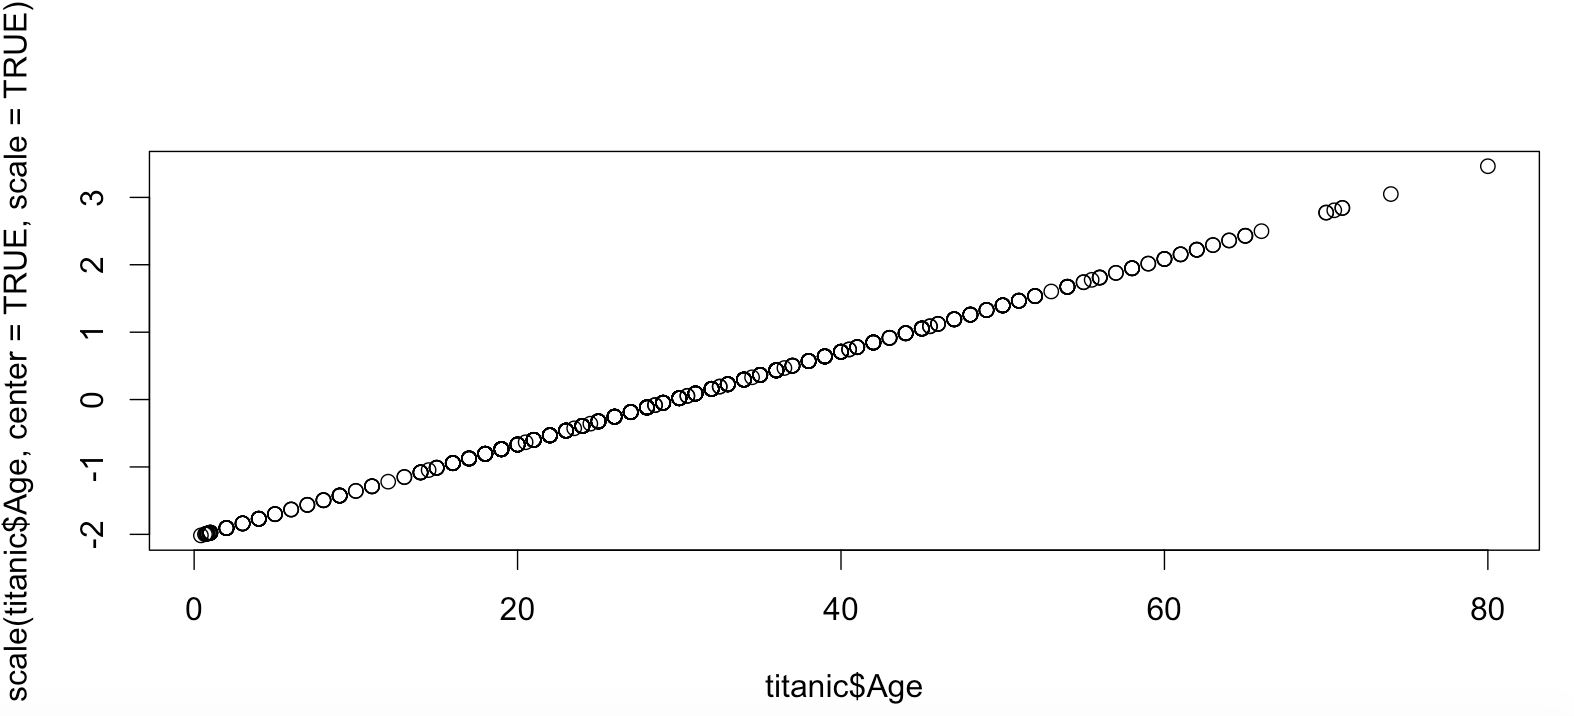 scale(titanic$Age, center = TRUE, scale = TRUE)
3
2
1
0
-1
-2
0 20 40 60 80
titanic$Age